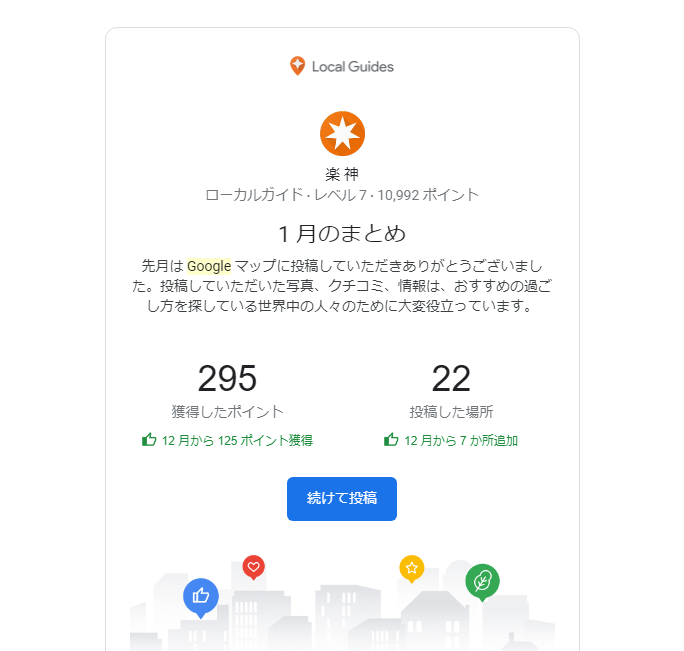 Local Guides
楽 神
ローカルガイド · レベル 7 · 10,992 ポイント
1 月のまとめ
先月は Google マップに投稿していただきありがとうございまし
た。投稿していただいた写真、クチコミ、情報は、おすすめの過ご
し方を探している世界中の人々のために大変役立っています。
295
獲得したポイント
12 月から 125 ポイント獲得
22
投稿した場所
12 月から 7 か所追加
続けて投稿